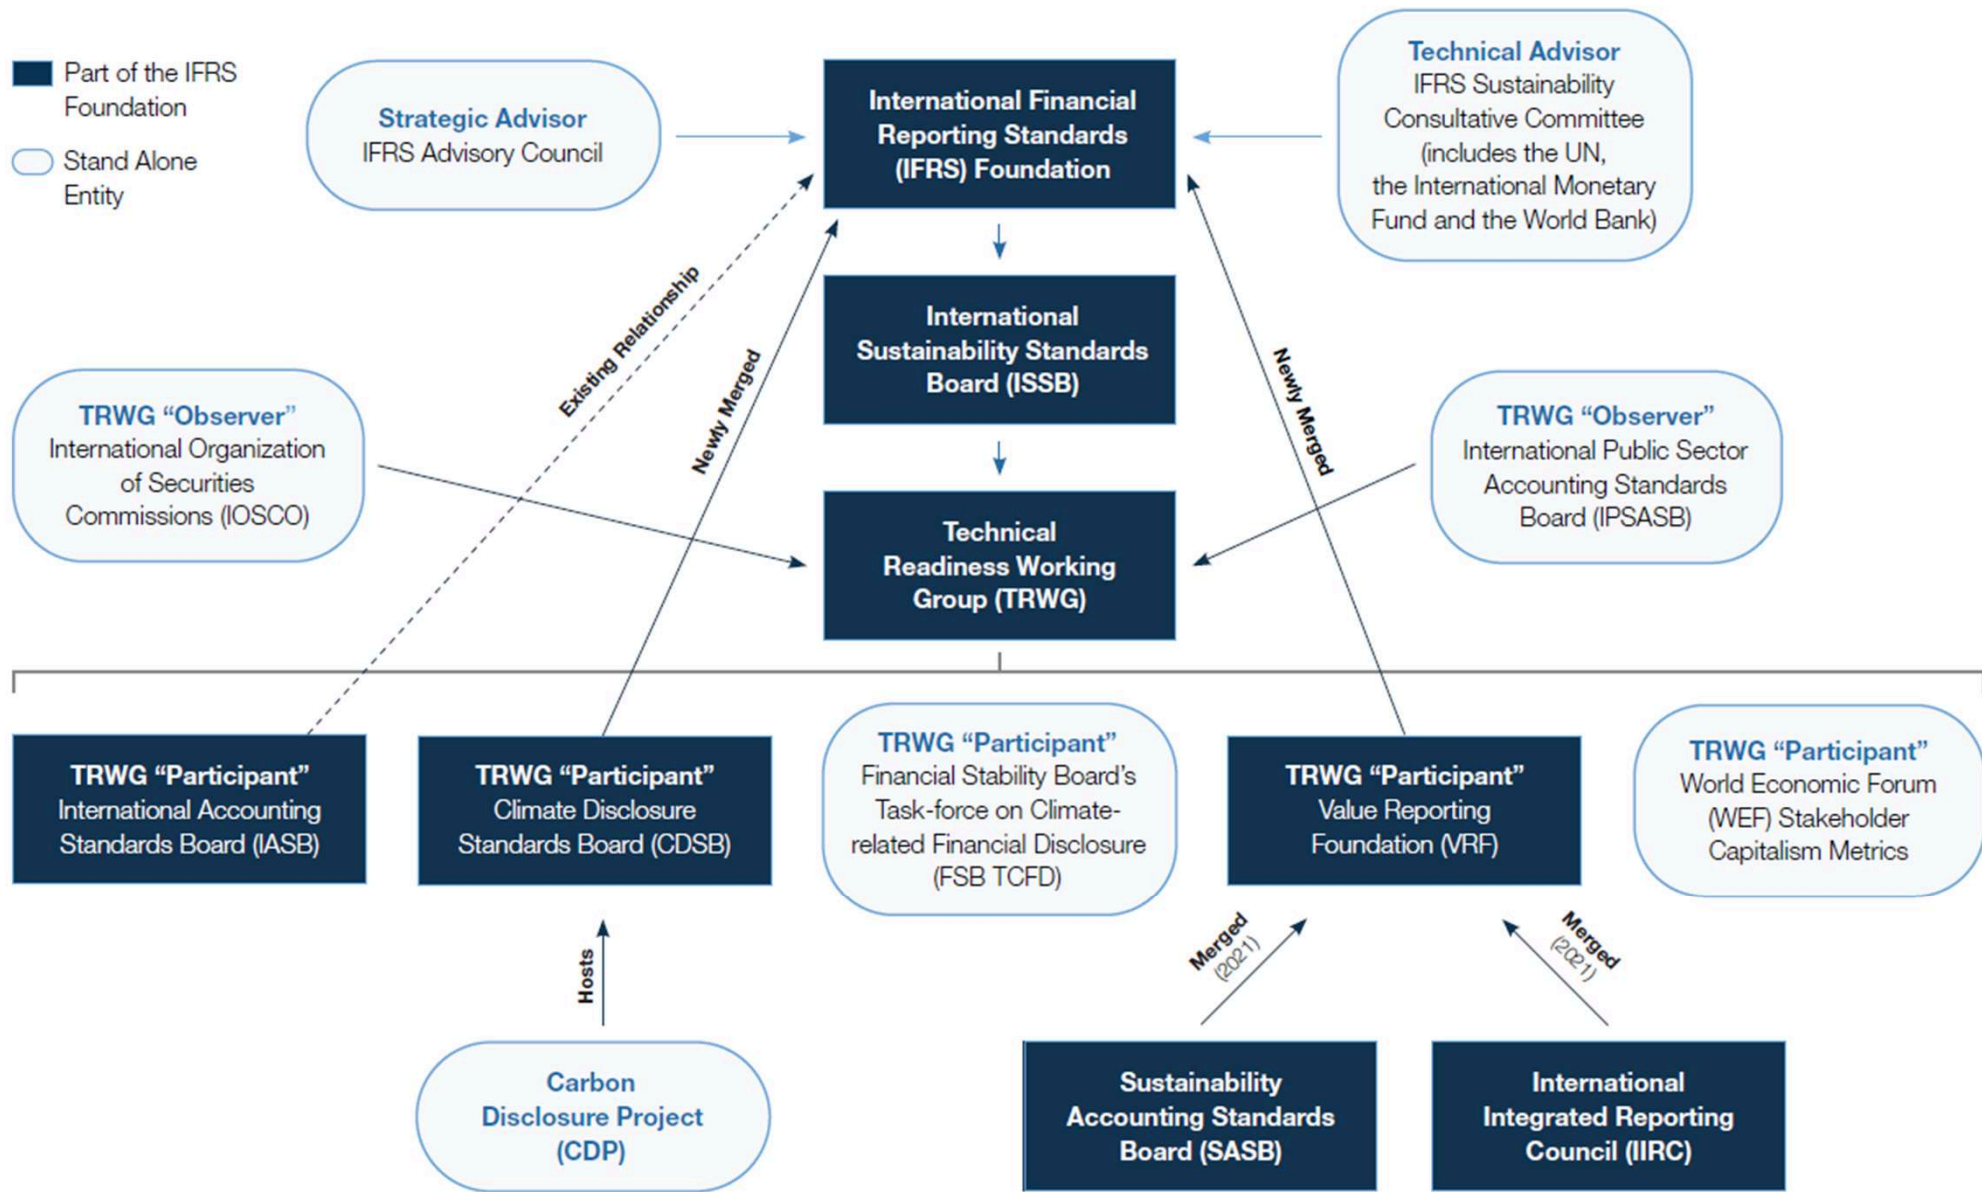 Part of the IFRS
Foundation
Stand Alone
Entity
Strategic Advisor
IFRS Advisory Council
International Financial
Reporting Standards
(IFRS) Foundation
Technical Advisor
IFRS Sustainability
Consultative Committee
(includes the UN,
the International Monetary
Fund and the World Bank)
Existing Relationship
Newly Merged
International
Sustainability Standards
Board (ISSB)
Newly Merged
TRWG “Observer”
International Organization
of Securities
Commissions (IOSCO)
TRWG “Observer”
International Public Sector
Accounting Standards
Board (IPSASB)
Technical
Readiness Working
Group (TRWG)
TRWG “Participant”
International Accounting
Standards Board (IASB)
TRWG “Participant”
Climate Disclosure
Standards Board (CDSB)
TRWG “Participant”
Financial Stability Board’s
Task-force on Climate-
related Financial Disclosure
(FSB TCFD)
TRWG “Participant”
Value Reporting
Foundation (VRF)
TRWG “Participant”
World Economic Forum
(WEF) Stakeholder
Capitalism Metrics
Hosts
Merged
(2021)
Merged
(2021)
Carbon
Disclosure Project
(CDP)
Sustainability
Accounting Standards
Board (SASB)
International
Integrated Reporting
Council (IIRC)